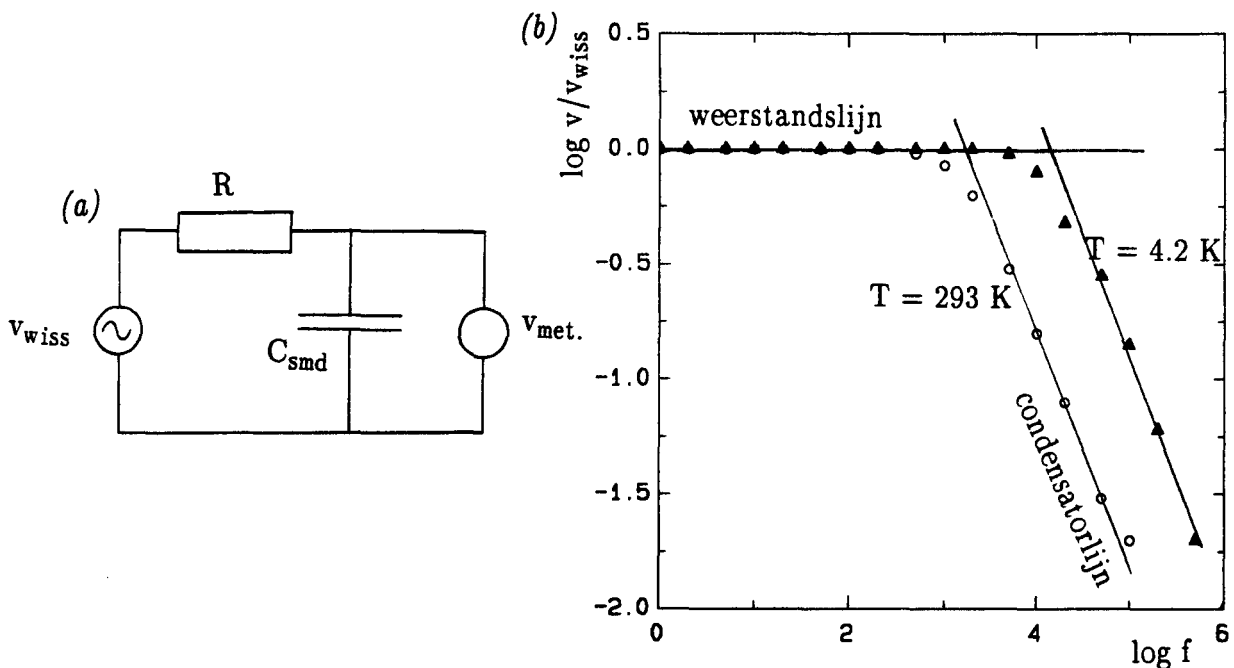 (a)
R
v_wiss
C_smd
v_met.
(b)
log v/v_wiss
0.5
0.0
-0.5
-1.0
-1.5
-2.0
weerstandslijn
T = 4.2 K
T = 293 K
condensatorlijn
0
2
4
6
log f